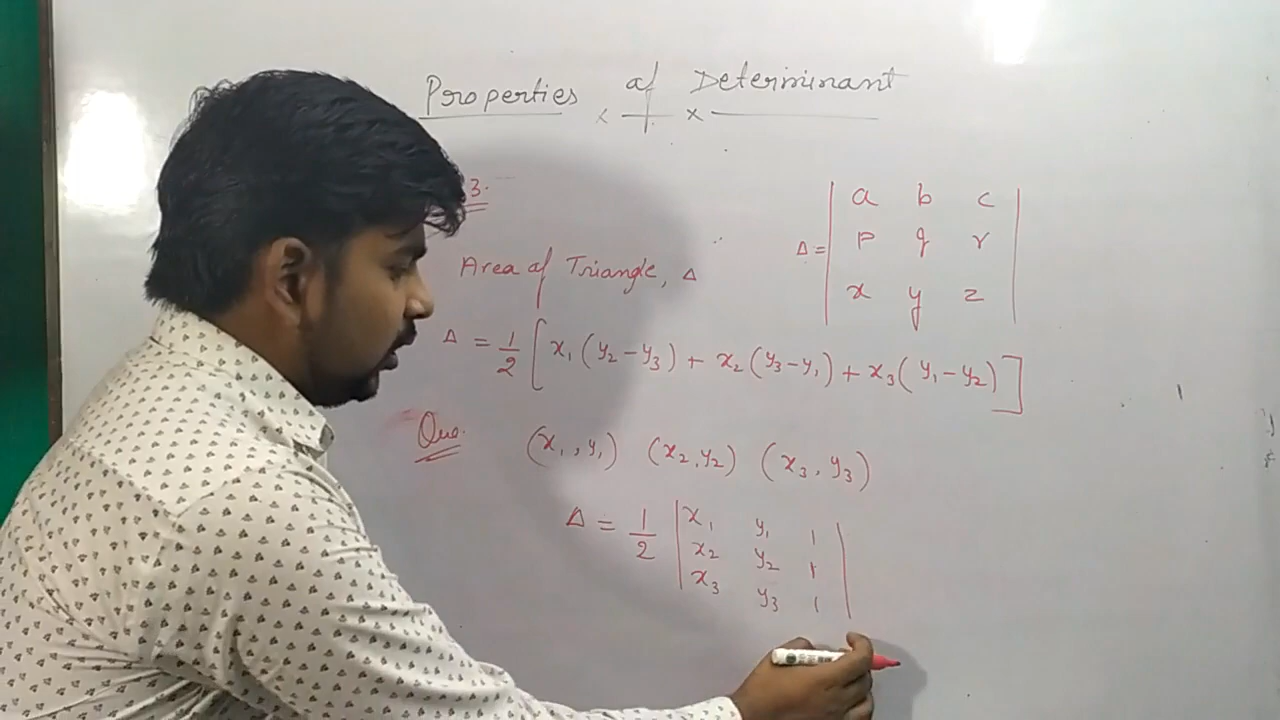 Properties of Determinant
× + ×
3.
Area of Triangle, Δ
Δ = | a b c |
| p q r |
| x y z |
Δ = 1/2 [ x₁ (y₂ - y₃) + x₂ (y₃ - y₁) + x₃ ( y₁ - y₂) ]
Que. (x₁, y₁) (x₂, y₂) (x₃, y₃)
Δ = 1/2 | x₁ y₁ 1 |
| x₂ y₂ 1 |
| x₃ y₃ 1 |